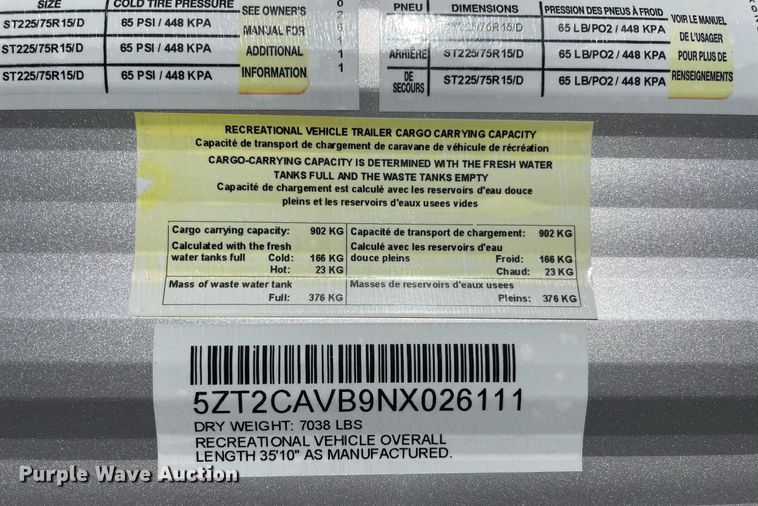 SIZE COLD TIRE PRESSURE
ST225/75R15/D 65 PSI / 448 KPA
ST225/75R15/D 65 PSI / 448 KPA
ST225/75R15/D 65 PSI / 448 KPA
SEE OWNER'S
MANUAL FOR
ADDITIONAL
INFORMATION
PNEU DIMENSIONS PRESSION DES PNEUS À FROID
ST225/75R15/D 65 LB/PO2 / 448 KPA
ARRIÈRE ST225/75R15/D 65 LB/PO2 / 448 KPA
DE SECOURS ST225/75R15/D 65 LB/PO2 / 448 KPA
VOIR LE MANUEL
DE L'USAGER
POUR PLUS DE
RENSEIGNEMENTS
RECREATIONAL VEHICLE TRAILER CARGO CARRYING CAPACITY
Capacité de transport de chargement de caravane de véhicule de récréation
CARGO-CARRYING CAPACITY IS DETERMINED WITH THE FRESH WATER
TANKS FULL AND THE WASTE TANKS EMPTY
Capacité de chargement est calculé avec les reservoirs d'eau douce
pleins et les reservoirs d'eaux usees vides
Cargo carrying capacity: 902 KG Capacité de transport de chargement: 902 KG
Calculated with the fresh Calculé avec les reservoirs d'eau
water tanks full Cold: 166 KG douce pleins Froid: 166 KG
Hot: 23 KG Chaud: 23 KG
Mass of waste water tank Masses de reservoirs d'eaux usees
Full: 376 KG Pleins: 376 KG
5ZT2CAVB9NX026111
DRY WEIGHT: 7038 LBS
RECREATIONAL VEHICLE OVERALL
LENGTH 35'10" AS MANUFACTURED.
Purple Wave Auction